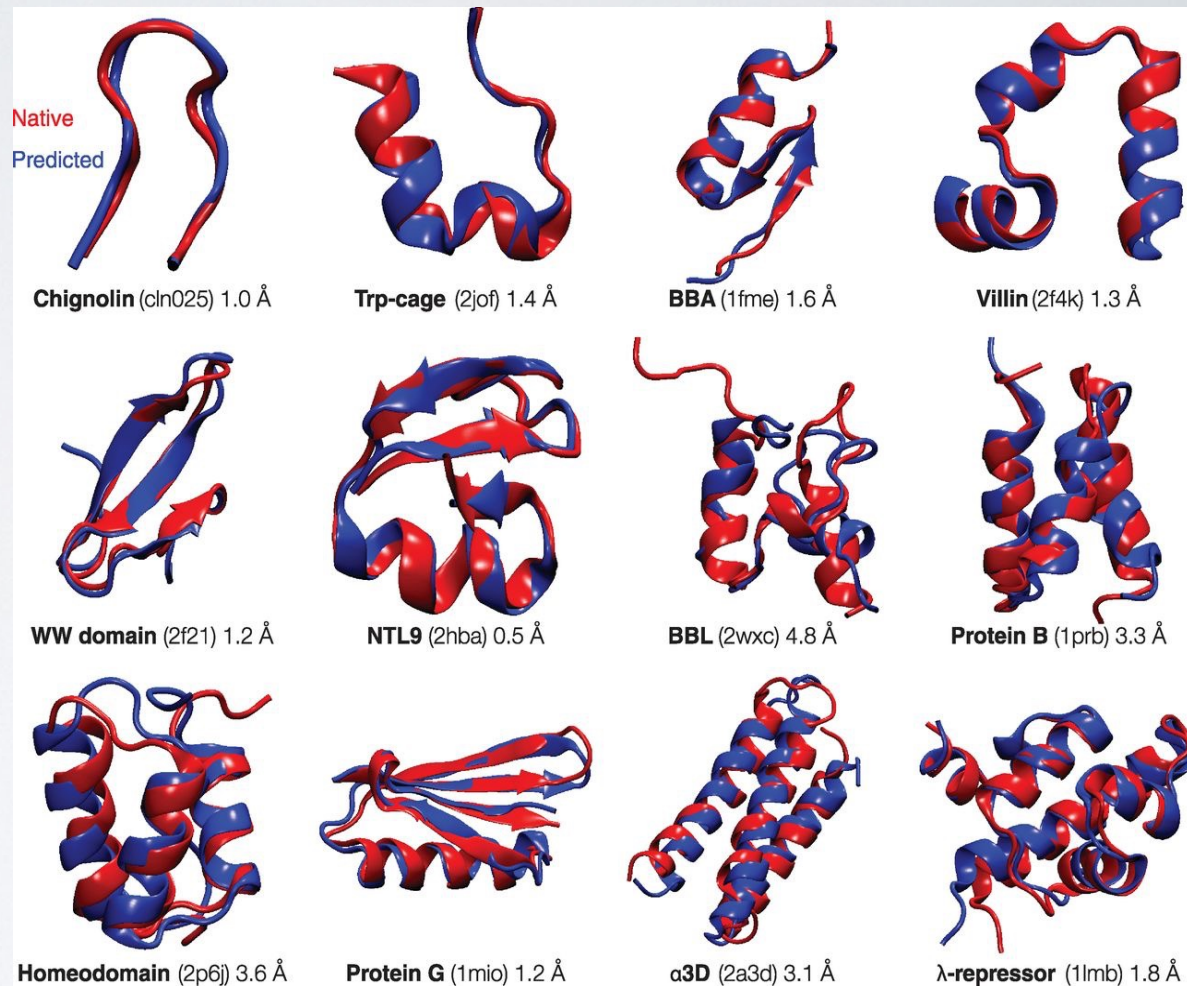 Native
Predicted
Chignolin (cln025) 1.0 Å
Trp-cage (2jof) 1.4 Å
BBA (1fme) 1.6 Å
Villin (2f4k) 1.3 Å
WW domain (2f21) 1.2 Å
NTL9 (2hba) 0.5 Å
BBL (2wxc) 4.8 Å
Protein B (1prb) 3.3 Å
Homeodomain (2p6j) 3.6 Å
Protein G (1mio) 1.2 Å
α3D (2a3d) 3.1 Å
λ-repressor (1lmb) 1.8 Å